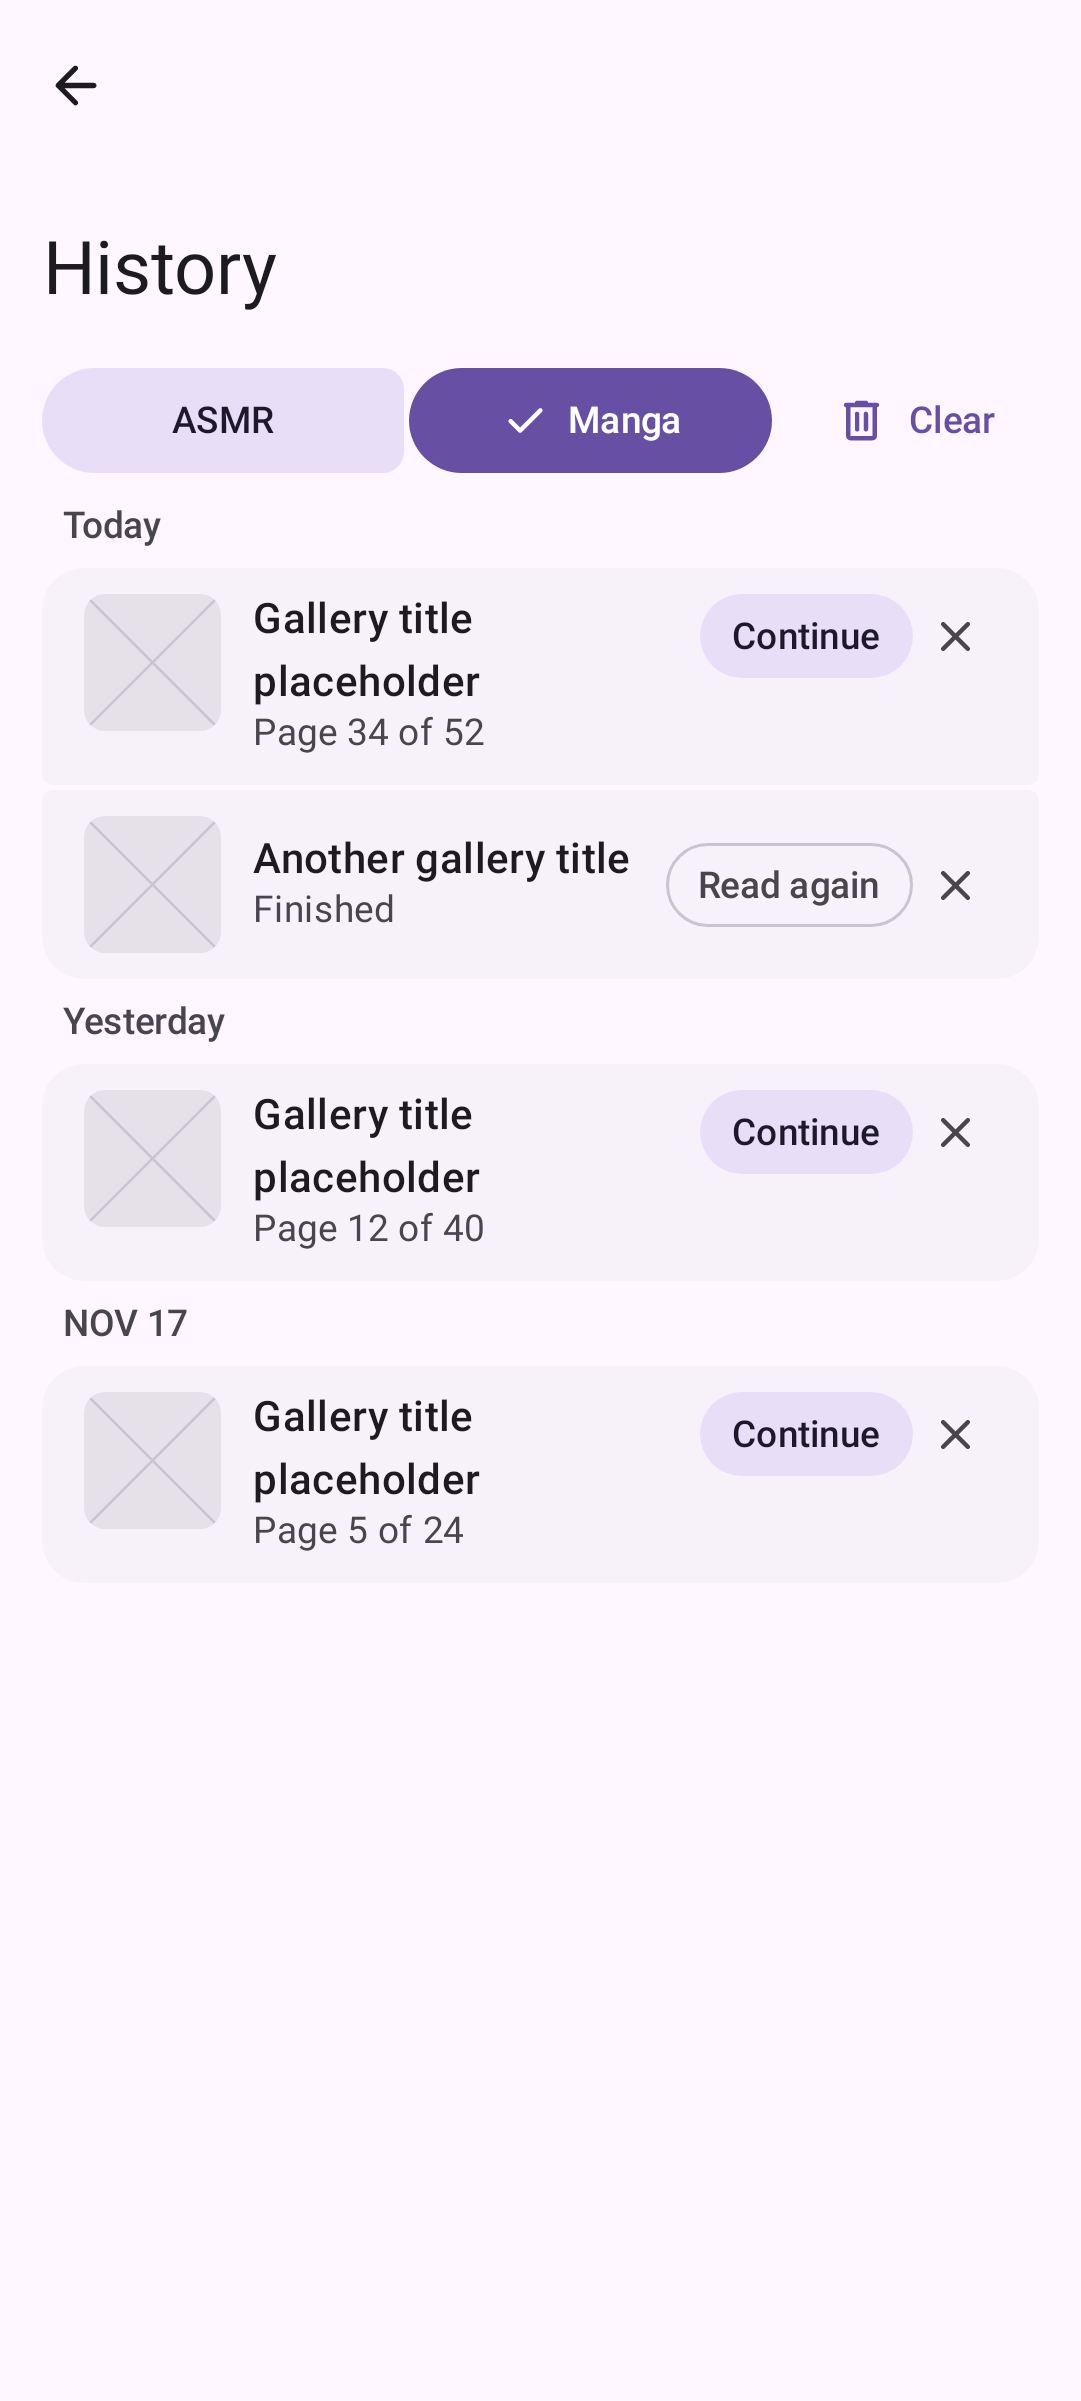 History
ASMR
Manga
Clear
Today
Gallery title
placeholder
Page 34 of 52
Continue
Another gallery title
Finished
Read again
Yesterday
Gallery title
placeholder
Page 12 of 40
Continue
NOV 17
Gallery title
placeholder
Page 5 of 24
Continue